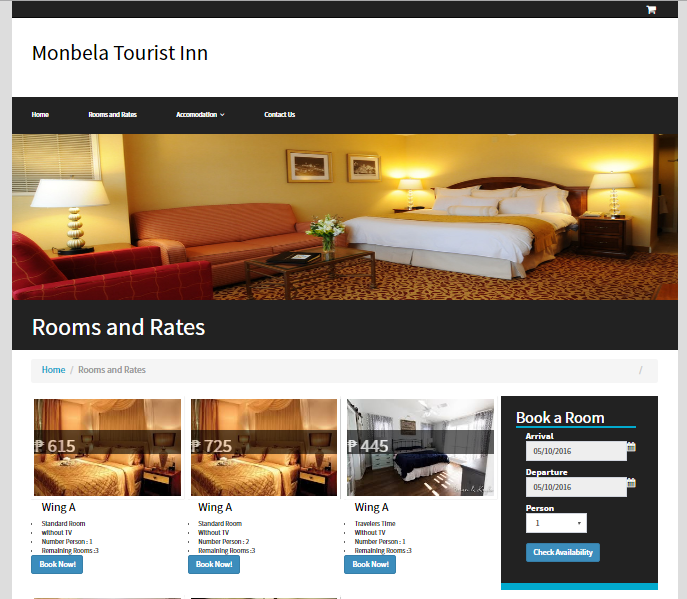 Monbela Tourist Inn
Home Rooms and Rates Accomodation Contact Us
Rooms and Rates
Home / Rooms and Rates /
₱ 615
Wing A
Standard Room
without TV
Number Person : 1
Remaining Rooms :3
Book Now!
₱ 725
Wing A
Standard Room
Without TV
Number Person : 2
Remaining Rooms :3
Book Now!
₱ 445
Wing A
Travelers Time
Without TV
Number Person : 1
Remaining Rooms :3
Book Now!
Book a Room
Arrival
05/10/2016
Departure
05/10/2016
Person
1
Check Availability